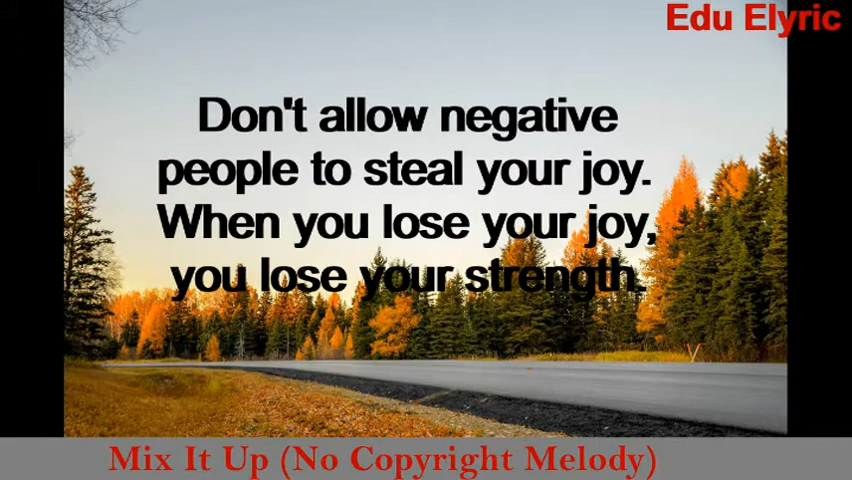 Edu Elyric
Don't allow negative
people to steal your joy.
When you lose your joy,
you lose your strength.
Mix It Up (No Copyright Melody)